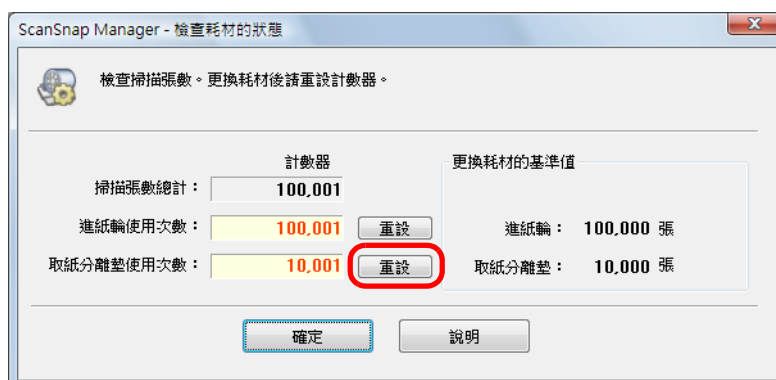 ScanSnap Manager - 檢查耗材的狀態
檢查掃描張數。更換耗材後請重設計數器。
計數器
掃描張數總計： 100,001
進紙輪使用次數： 100,001 重設
取紙分離墊使用次數： 10,001 重設
更換耗材的基準值
進紙輪： 100,000 張
取紙分離墊： 10,000 張
確定 說明